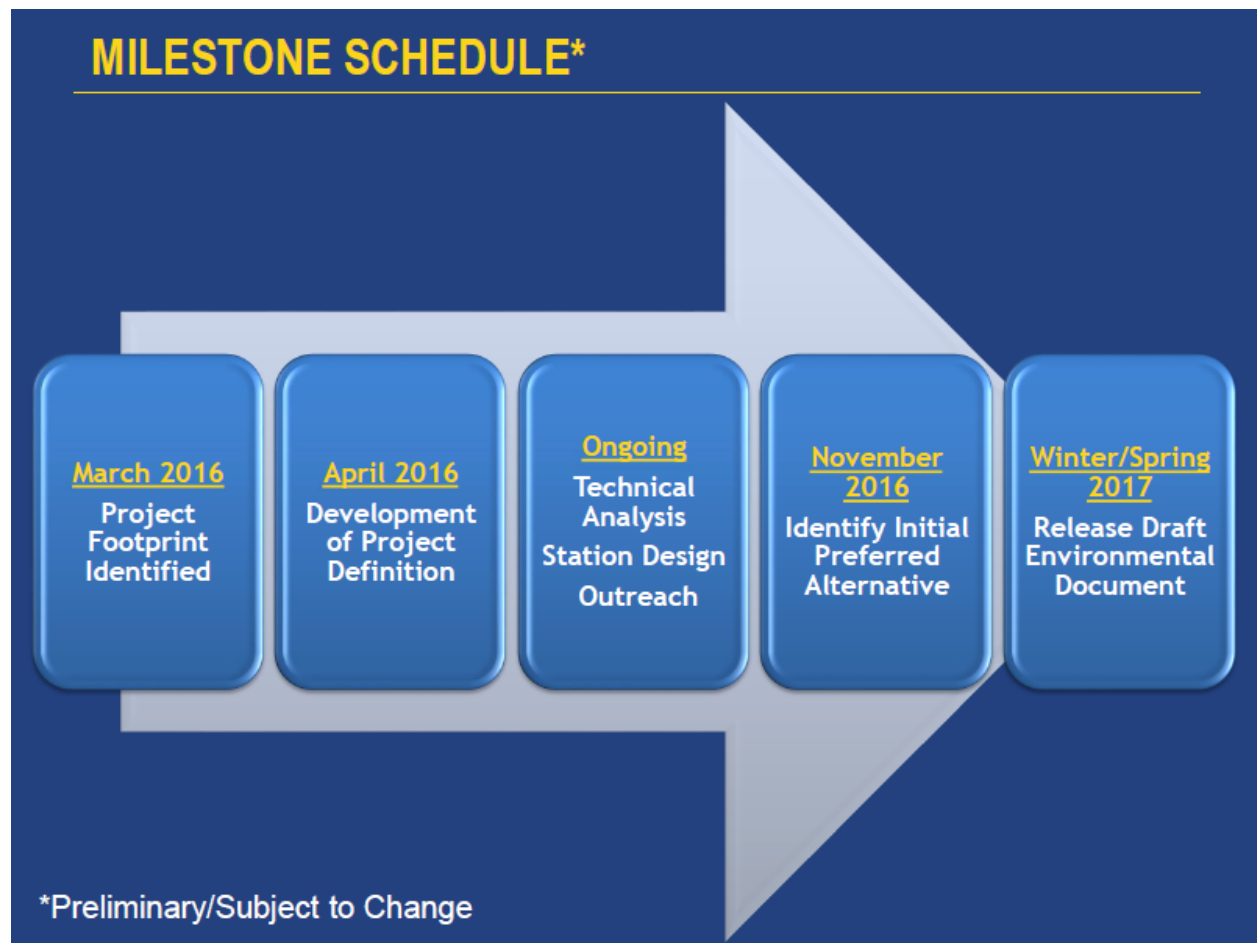 MILESTONE SCHEDULE*
March 2016
Project
Footprint
Identified
April 2016
Development
of Project
Definition
Ongoing
Technical
Analysis
Station Design
Outreach
November
2016
Identify Initial
Preferred
Alternative
Winter/Spring
2017
Release Draft
Environmental
Document
*Preliminary/Subject to Change